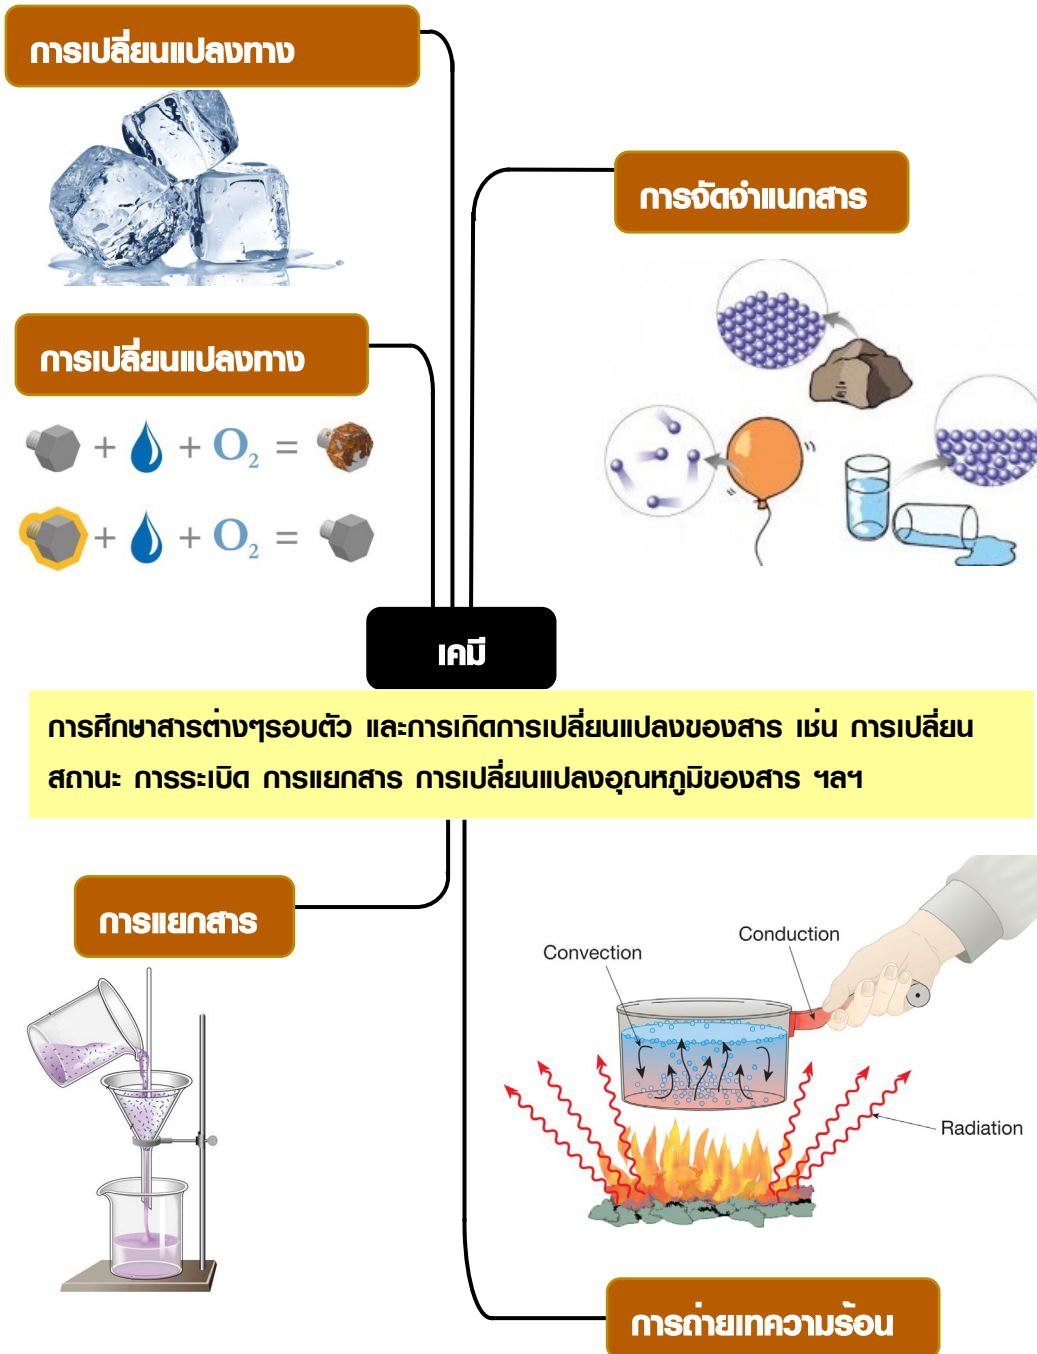 การเปลี่ยนแปลงทาง
การจัดจำแนกสาร
การเปลี่ยนแปลงทาง
+ + O2 =
+ + O2 =
เคมี
การศึกษาสารต่างๆรอบตัว และการเกิดการเปลี่ยนแปลงของสาร เช่น การเปลี่ยน
สถานะ การระเบิด การแยกสาร การเปลี่ยนแปลงอุณหภูมิของสาร ฯลฯ
การแยกสาร
Convection
Conduction
Radiation
การถ่ายเทความร้อน